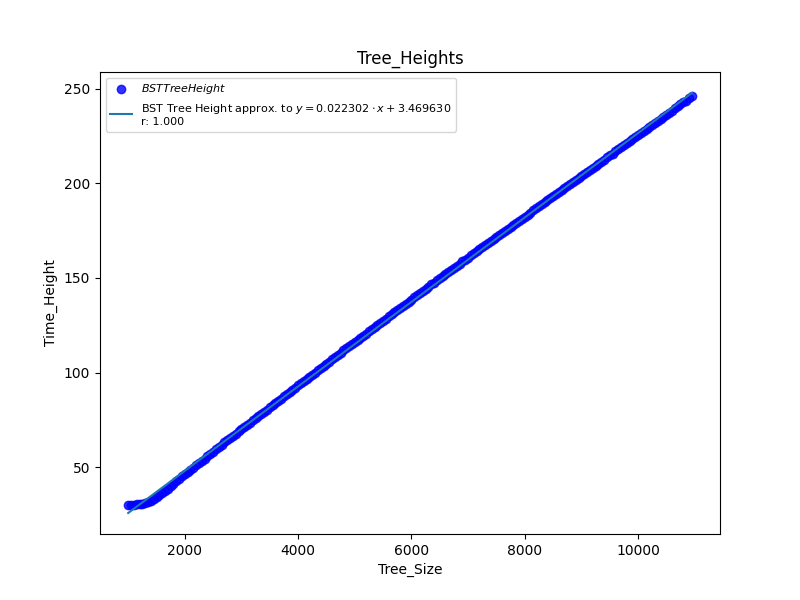 Tree_Heights
BSTTreeHeight
BST Tree Height approx. to y = 0.022302 · x + 3.469630
r: 1.000
250
200
150
100
50
Time_Height
2000 4000 6000 8000 10000
Tree_Size